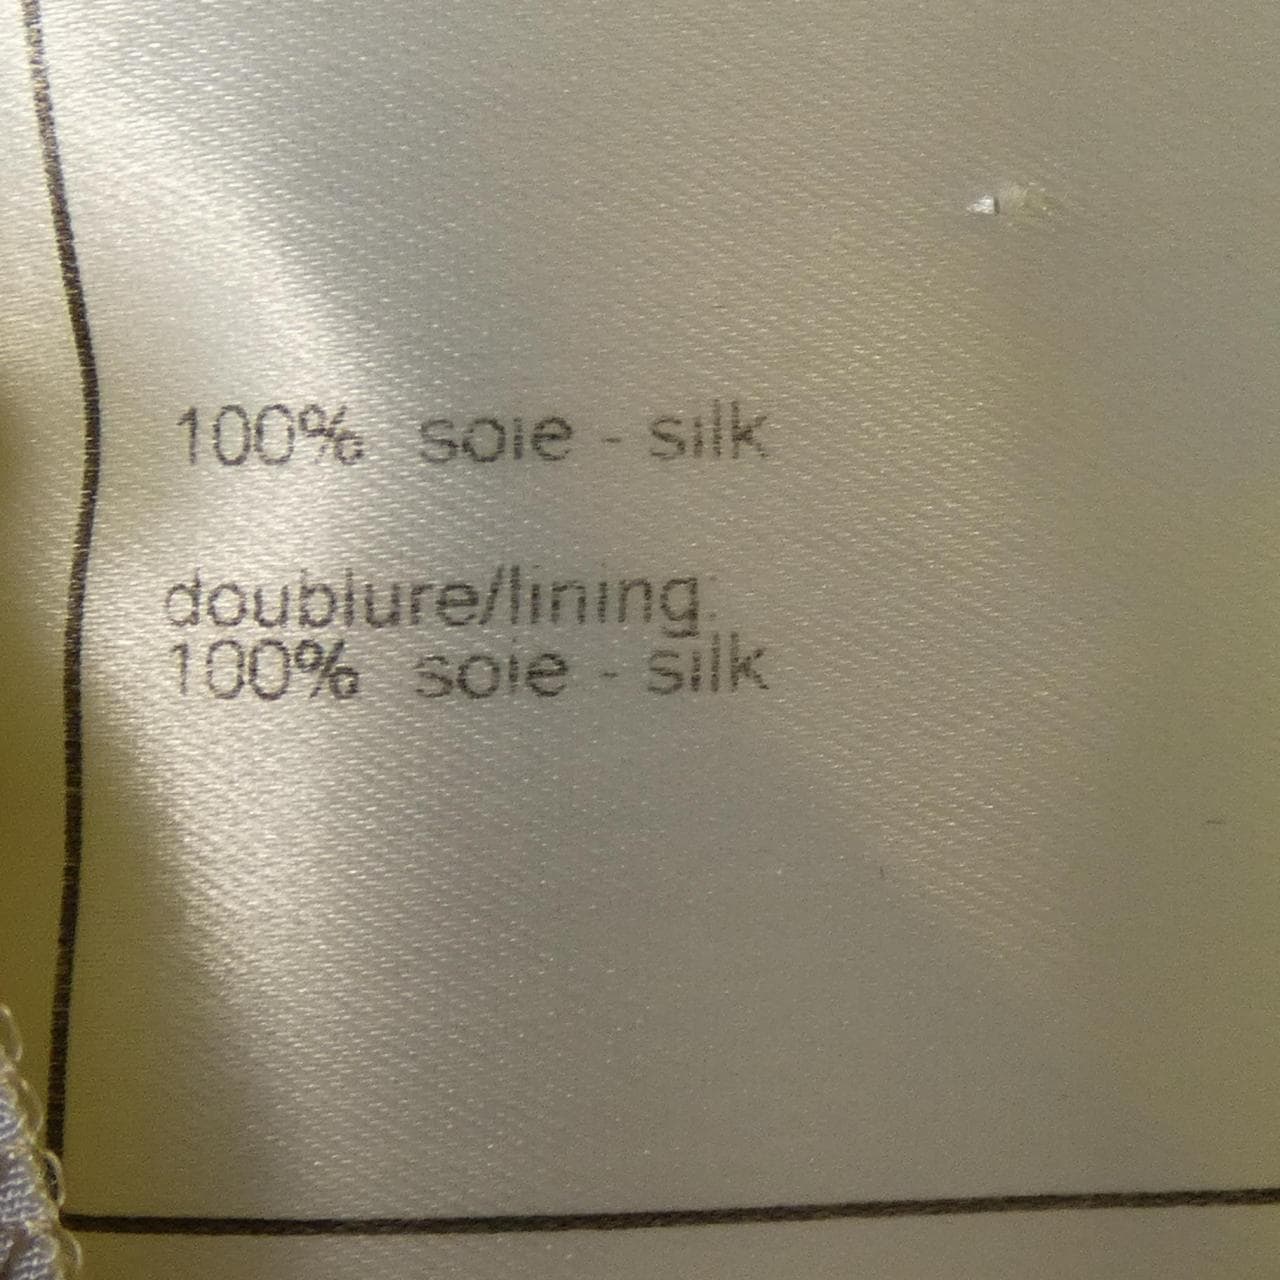 100% soie - silk
doublure/lining:
100% soie - silk